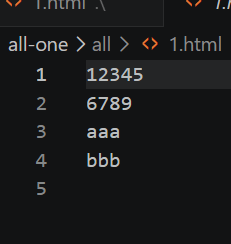 1.html .\
all-one > all > <> 1.html
1 12345
2 6789
3 aaa
4 bbb
5